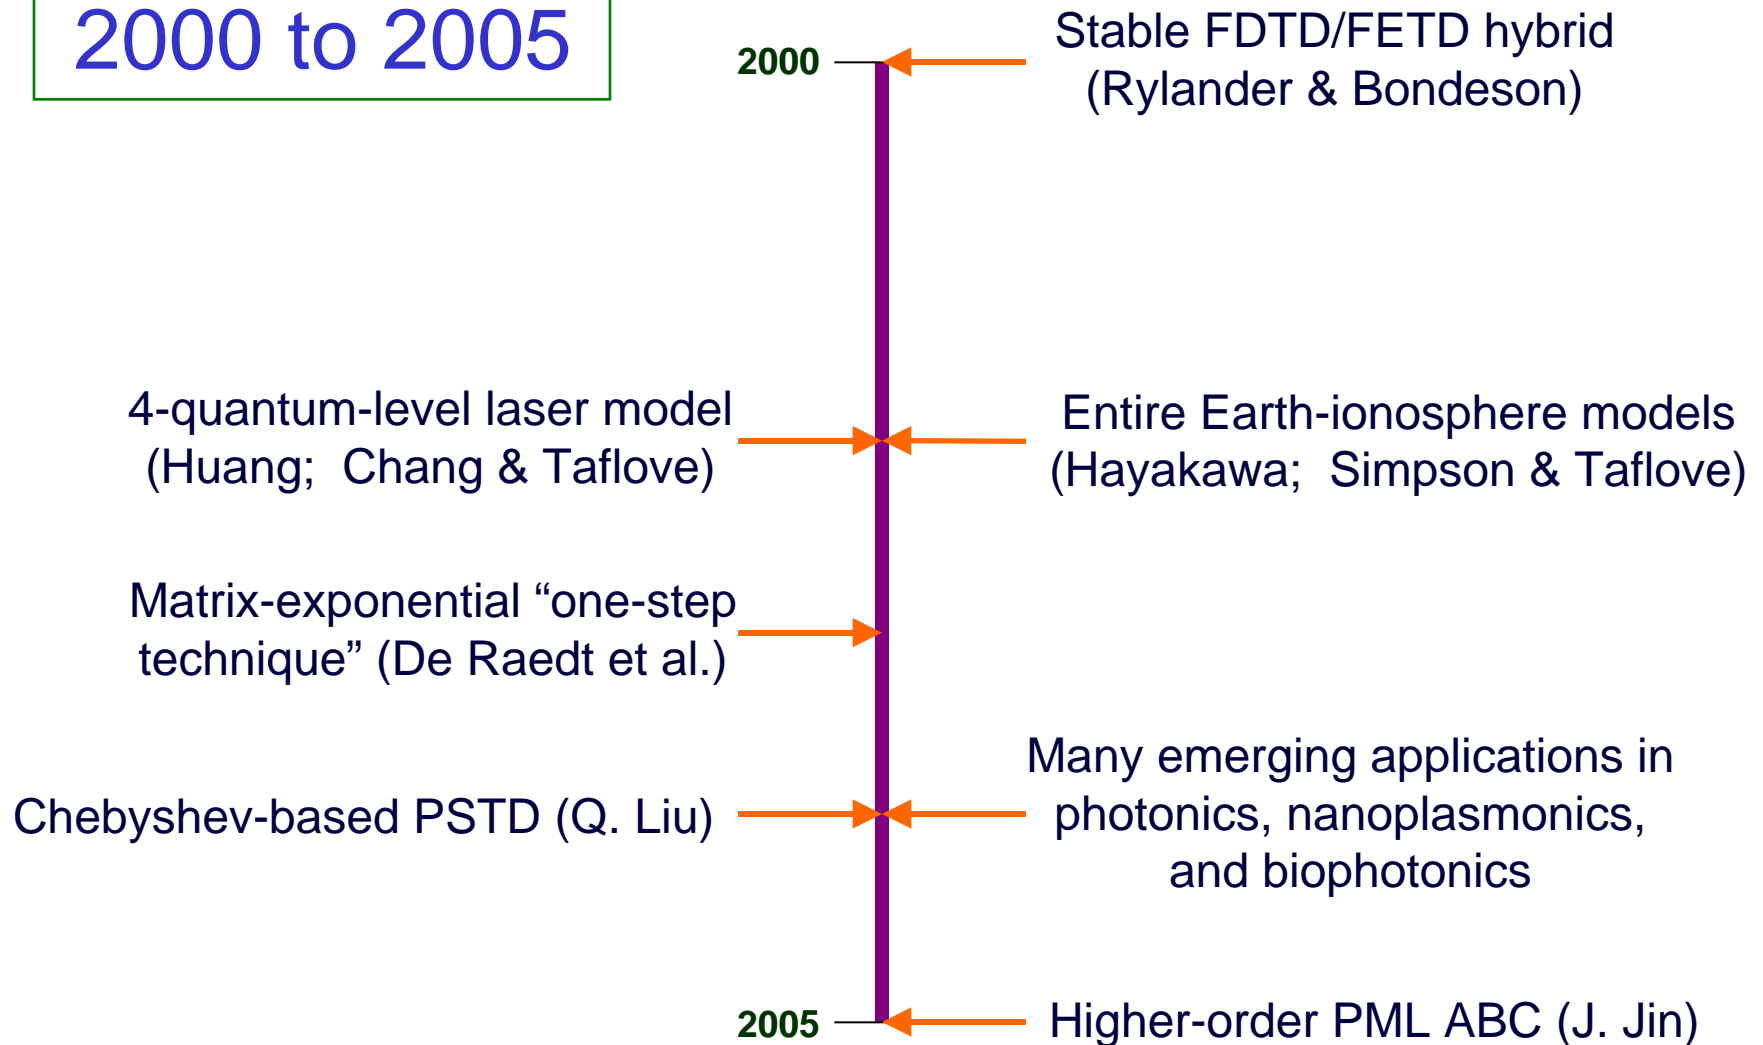 2000 to 2005
2000
Stable FDTD/FETD hybrid
(Rylander & Bondeson)
4-quantum-level laser model
(Huang;  Chang & Taflove)
Entire Earth-ionosphere models
(Hayakawa;  Simpson & Taflove)
Matrix-exponential “one-step
technique” (De Raedt et al.)
Chebyshev-based PSTD (Q. Liu)
Many emerging applications in
photonics, nanoplasmonics,
and biophotonics
2005
Higher-order PML ABC (J. Jin)